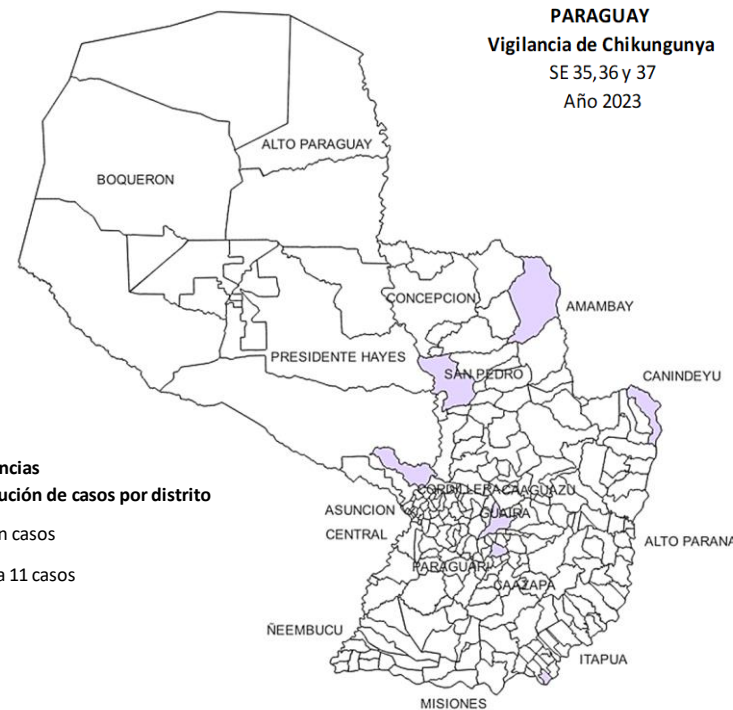 PARAGUAY
Vigilancia de Chikungunya
SE 35,36 y 37
Año 2023
ALTO PARAGUAY
BOQUERON
CONCEPCION
AMAMBAY
PRESIDENTE HAYES
SAN PEDRO
CANINDEYU
ncias
ución de casos por distrito
n casos
a 11 casos
CORDILLERA
CAAGUAZU
ASUNCION
GUAIRA
CENTRAL
ALTO PARANA
PARAGUARI
CAAZAPA
ÑEEMBUCU
ITAPUA
MISIONES